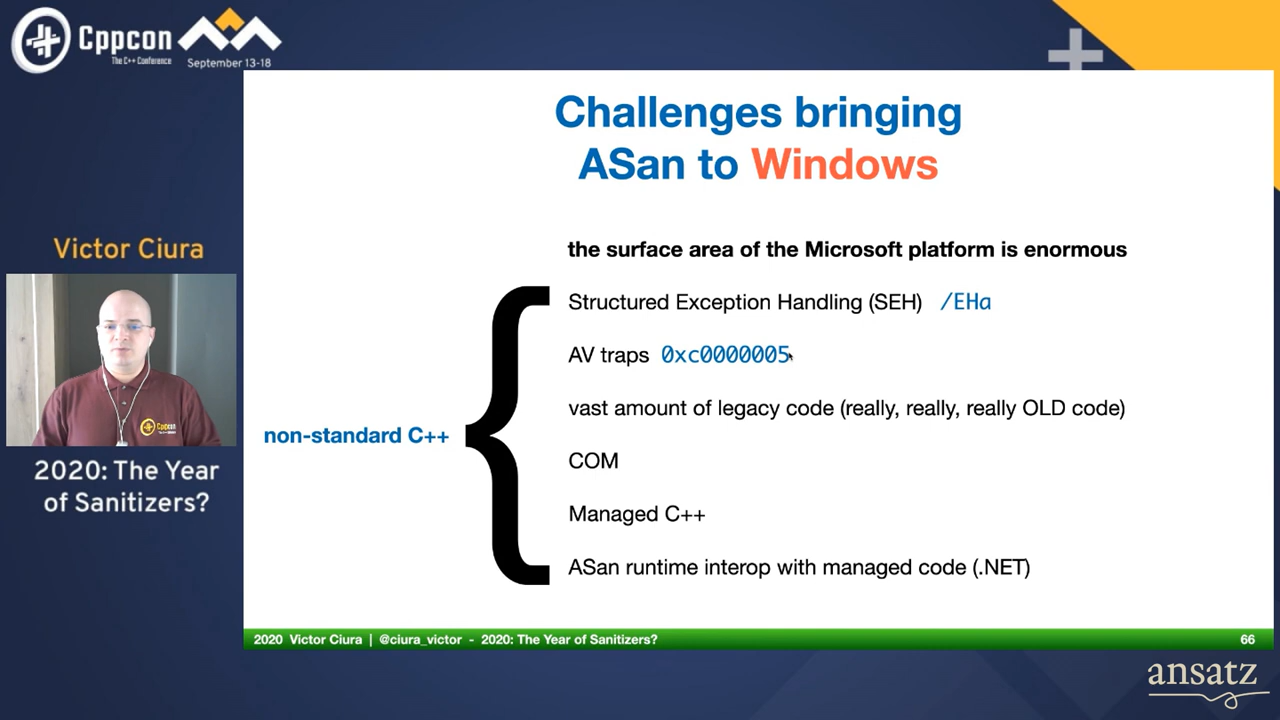 Cppcon
The C++ Conference
September 13-18
Challenges bringing
ASan to Windows
Victor Ciura
2020: The Year
of Sanitizers?
the surface area of the Microsoft platform is enormous
Structured Exception Handling (SEH) /EHa
AV traps 0xc0000005
vast amount of legacy code (really, really, really OLD code)
non-standard C++
COM
Managed C++
ASan runtime interop with managed code (.NET)
2020 Victor Ciura | @ciura_victor - 2020: The Year of Sanitizers?
66
Cppcon
ansatz